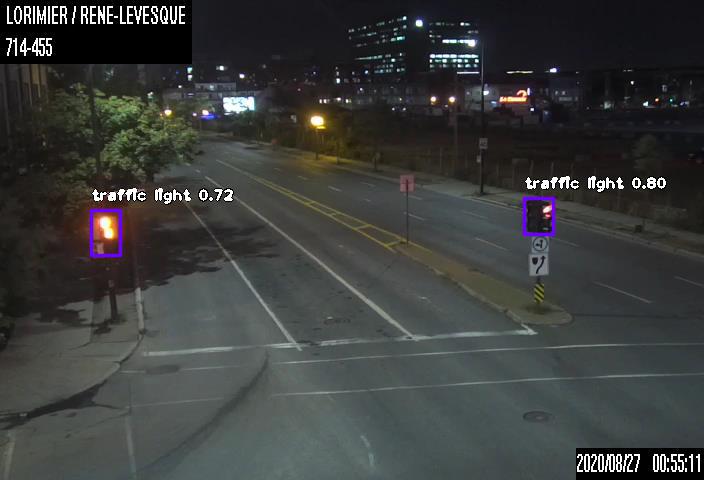 LORIMIER / RENE-LEVESQUE
714-455
traffic light 0.72
traffic light 0.80
2020/08/27 00:55:11